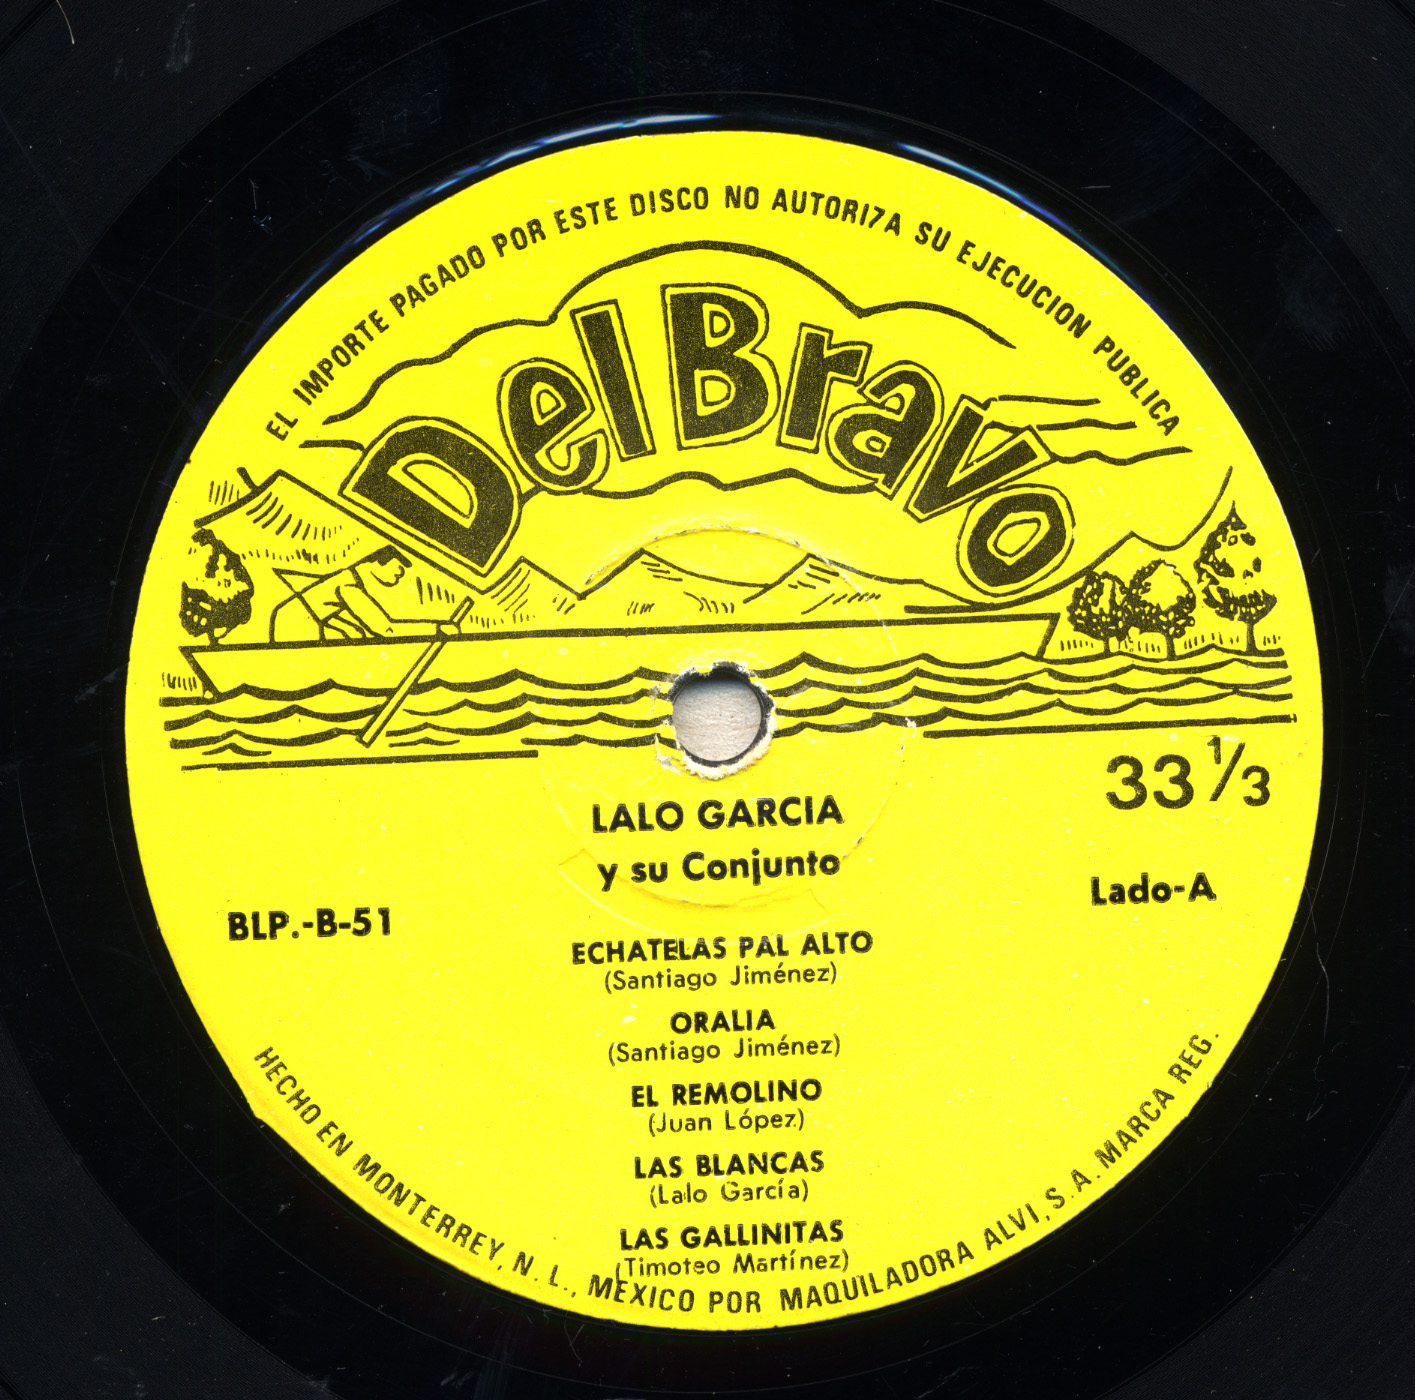 EL IMPORTE PAGADO POR ESTE DISCO NO AUTORI7A SU EJECUCION PUBLICA
Del Bravo
33 1/3
LALO GARCIA
y su Conjunto
Lado-A
BLP.-B-51
ECHATELAS PAL ALTO
(Santiago Jiménez)
ORALIA
(Santiago Jiménez)
EL REMOLINO
(Juan López)
LAS BLANCAS
(Lalo García)
LAS GALLINITAS
(Timoteo Martínez)
HECHO EN MONTERREY, N. L., MEXICO POR MAQUILADORA ALVI, S.A. MARCA REG.